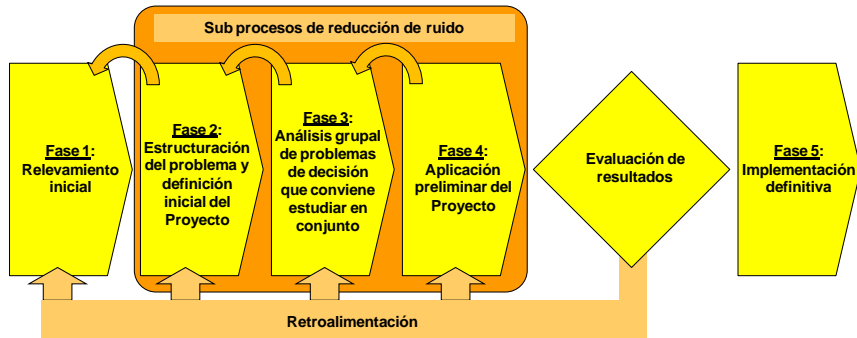 Sub procesos de reducción de ruido
Fase 1:
Relevamiento
inicial
Fase 2:
Estructuración
del problema y
definición
inicial del
Proyecto
Fase 3:
Análisis grupal
de problemas
de decisión
que conviene
estudiar en
conjunto
Fase 4:
Aplicación
preliminar del
Proyecto
Evaluación de
resultados
Fase 5:
Implementación
definitiva
Retroalimentación